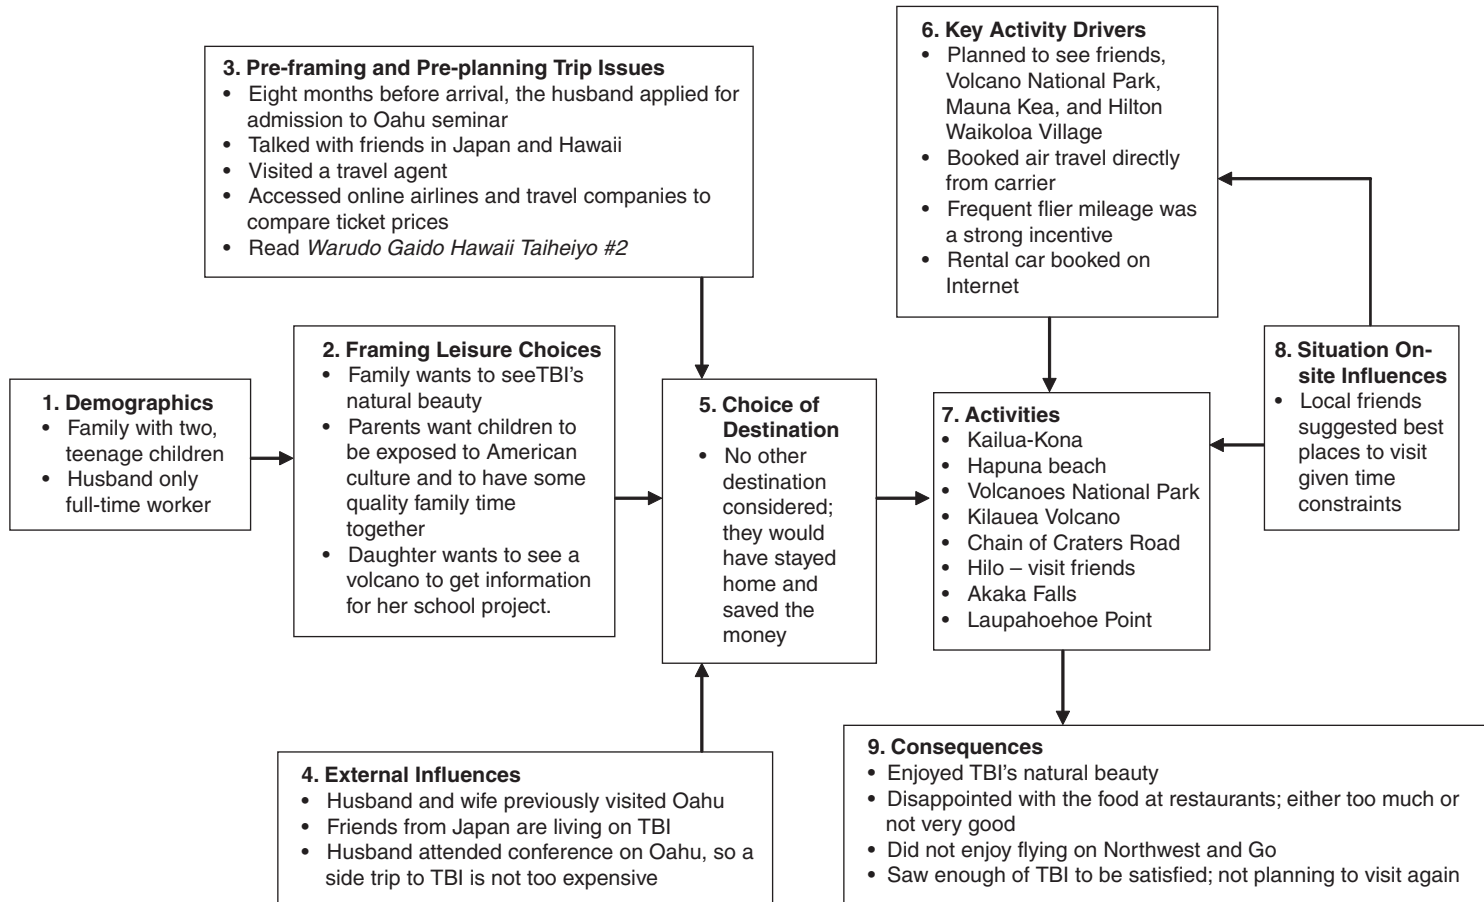 3. Pre-framing and Pre-planning Trip Issues
• Eight months before arrival, the husband applied for
admission to Oahu seminar
• Talked with friends in Japan and Hawaii
• Visited a travel agent
• Accessed online airlines and travel companies to
compare ticket prices
• Read Warudo Gaido Hawaii Taiheiyo #2
6. Key Activity Drivers
• Planned to see friends,
Volcano National Park,
Mauna Kea, and Hilton
Waikoloa Village
• Booked air travel directly
from carrier
• Frequent flier mileage was
a strong incentive
• Rental car booked on
Internet
1. Demographics
• Family with two,
teenage children
• Husband only
full-time worker
2. Framing Leisure Choices
• Family wants to seeTBI's
natural beauty
• Parents want children to
be exposed to American
culture and to have some
quality family time
together
• Daughter wants to see a
volcano to get information
for her school project.
5. Choice of
Destination
• No other
destination
considered;
they would
have stayed
home and
saved the
money
7. Activities
• Kailua-Kona
• Hapuna beach
• Volcanoes National Park
• Kilauea Volcano
• Chain of Craters Road
• Hilo – visit friends
• Akaka Falls
• Laupahoehoe Point
8. Situation On-
site Influences
• Local friends
suggested best
places to visit
given time
constraints
4. External Influences
• Husband and wife previously visited Oahu
• Friends from Japan are living on TBI
• Husband attended conference on Oahu, so a
side trip to TBI is not too expensive
9. Consequences
• Enjoyed TBI's natural beauty
• Disappointed with the food at restaurants; either too much or
not very good
• Did not enjoy flying on Northwest and Go
• Saw enough of TBI to be satisfied; not planning to visit again